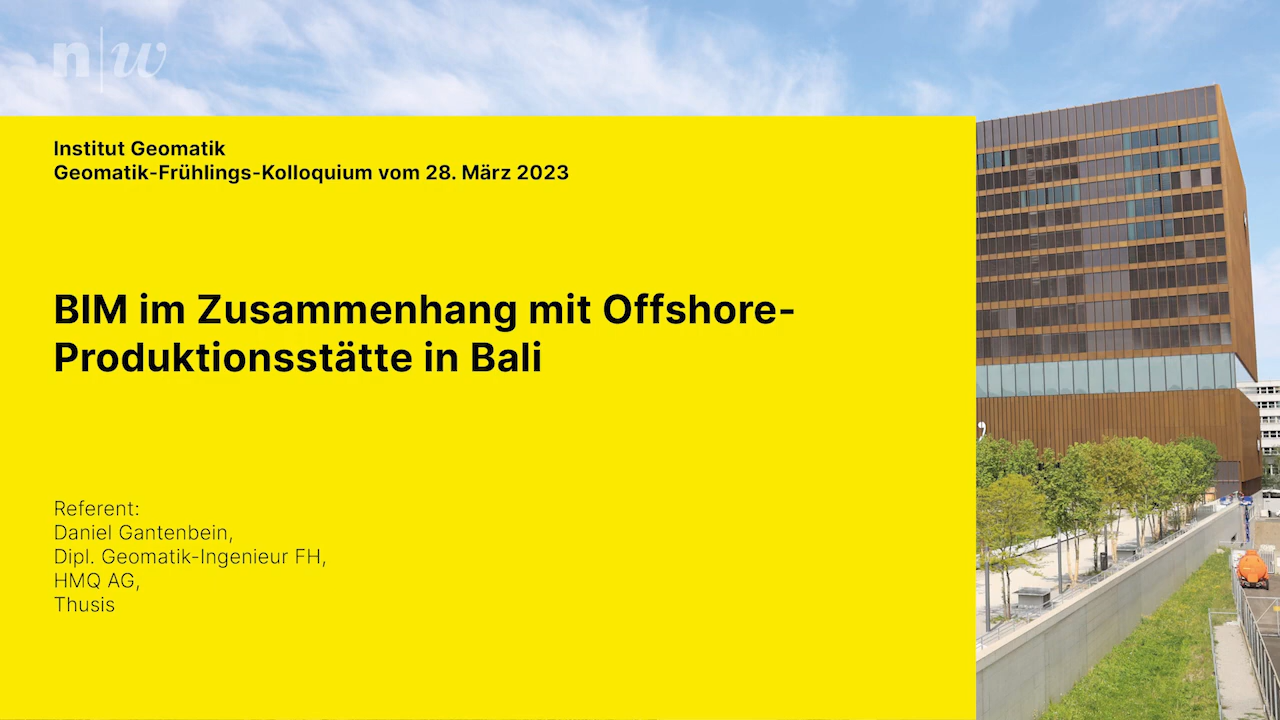 n|w
Institut Geomatik
Geomatik-Frühlings-Kolloquium vom 28. März 2023
BIM im Zusammenhang mit Offshore-
Produktionsstätte in Bali
Referent:
Daniel Gantenbein,
Dipl. Geomatik-Ingenieur FH,
HMQ AG,
Thusis